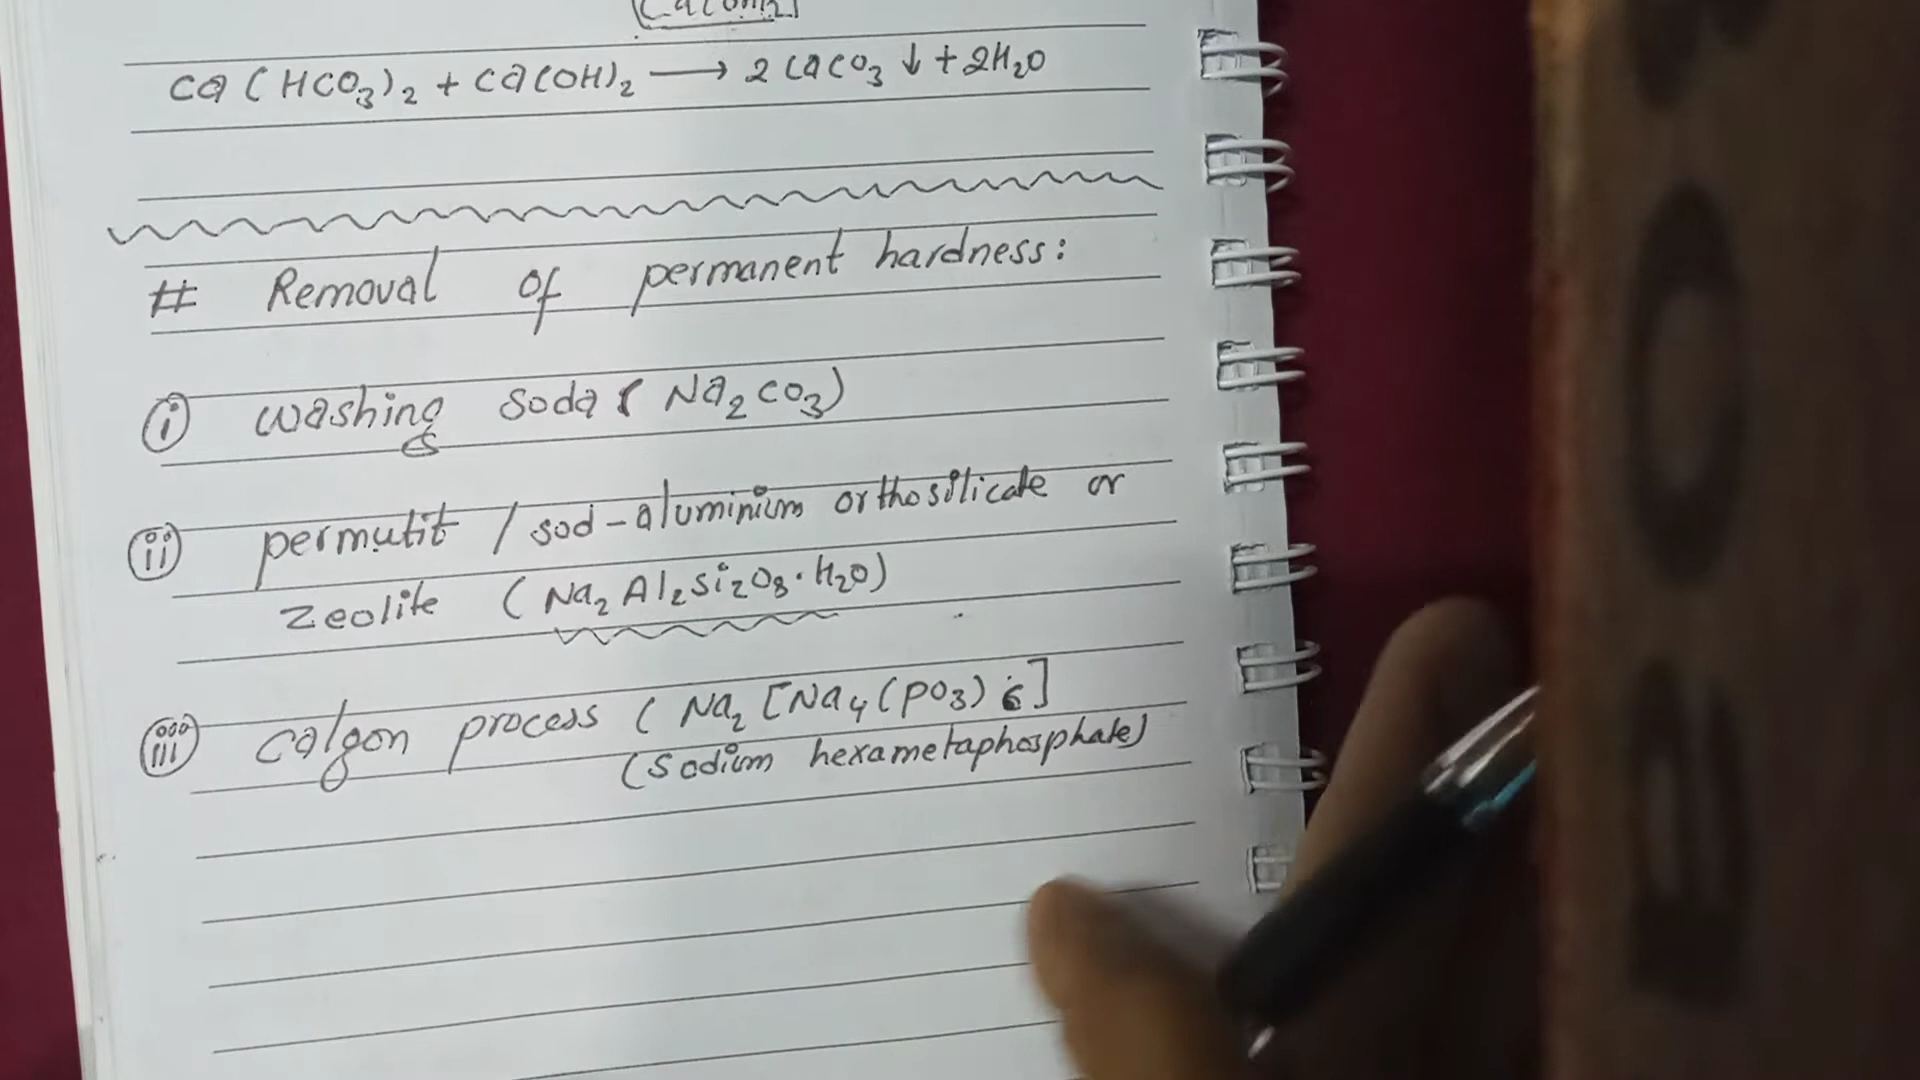 Ca(HCO₃)₂ + Ca(OH)₂ ⟶ 2CaCO₃ ↓ + 2H₂O
# Removal of permanent hardness:
(i) washing soda ( Na₂CO₃)
(ii) permutit / sod-aluminium orthosilicate or
Zeolite ( Na₂Al₂Si₂O₈·H₂O)
(iii) calgon process ( Na₂[Na₄(PO₃)6]
(Sodium hexametaphosphate)